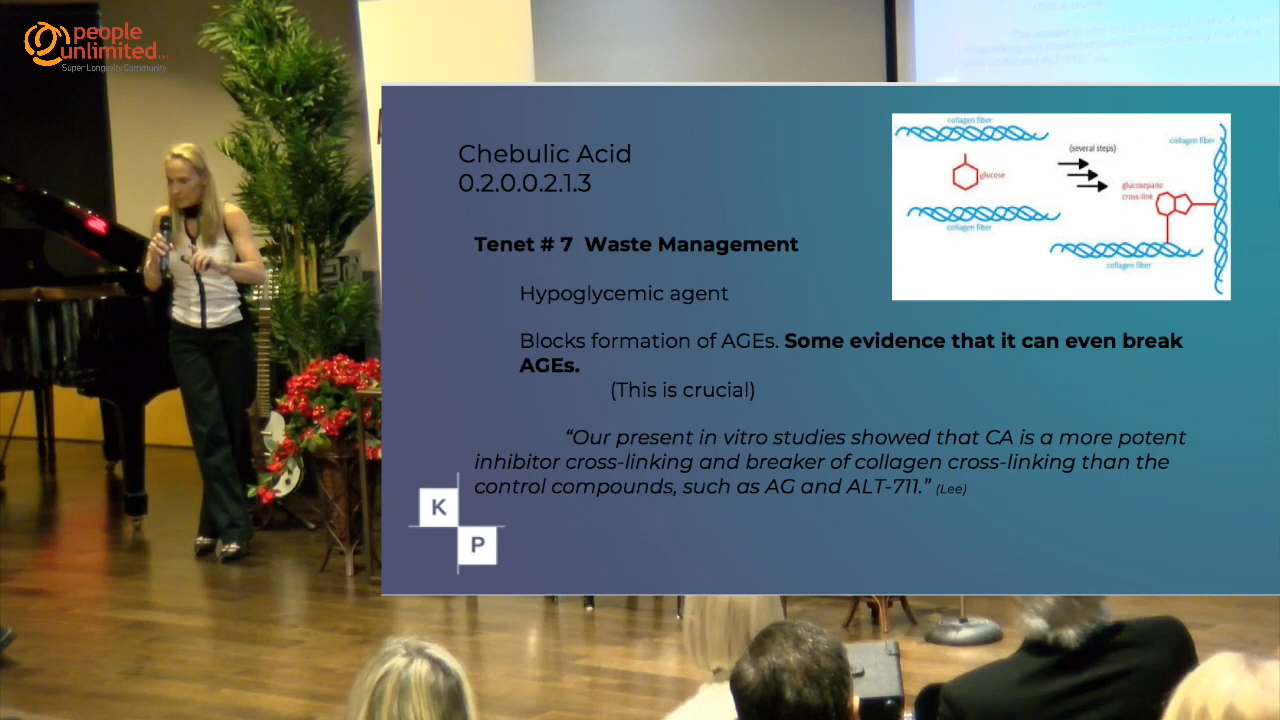 people
unlimited
Super Longevity Community
Chebulic Acid
0.2.0.0.2.1.3
Tenet # 7 Waste Management
Hypoglycemic agent
Blocks formation of AGEs. Some evidence that it can even break
AGEs.
(This is crucial)
“Our present in vitro studies showed that CA is a more potent
inhibitor cross-linking and breaker of collagen cross-linking than the
control compounds, such as AG and ALT-711.” (Lee)
K
P
collagen fiber
glucose
collagen fiber
(several steps)
collagen fiber
glucosepane
cross-link
collagen fiber